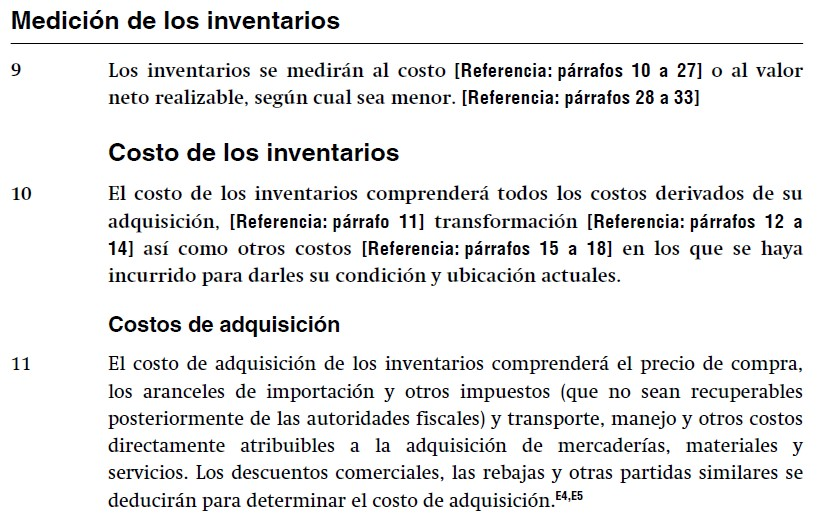 Medición de los inventarios
9 Los inventarios se medirán al costo [Referencia: párrafos 10 a 27] o al valor
neto realizable, según cual sea menor. [Referencia: párrafos 28 a 33]
Costo de los inventarios
10 El costo de los inventarios comprenderá todos los costos derivados de su
adquisición, [Referencia: párrafo 11] transformación [Referencia: párrafos 12 a
14] así como otros costos [Referencia: párrafos 15 a 18] en los que se haya
incurrido para darles su condición y ubicación actuales.
Costos de adquisición
11 El costo de adquisición de los inventarios comprenderá el precio de compra,
los aranceles de importación y otros impuestos (que no sean recuperables
posteriormente de las autoridades fiscales) y transporte, manejo y otros costos
directamente atribuibles a la adquisición de mercaderías, materiales y
servicios. Los descuentos comerciales, las rebajas y otras partidas similares se
deducirán para determinar el costo de adquisición.E4,E5